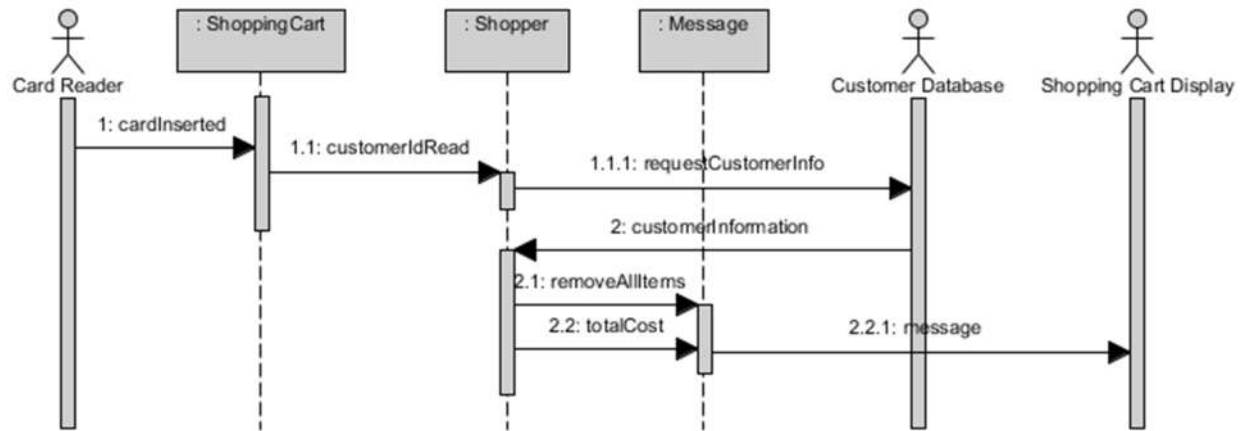 : ShoppingCart
: Shopper
: Message
Card Reader
Customer Database
Shopping Cart Display
1: cardInserted
1.1: customerIdRead
1.1.1: requestCustomerInfo
2: customerInformation
2.1: removeAllItems
2.2: totalCost
2.2.1: message